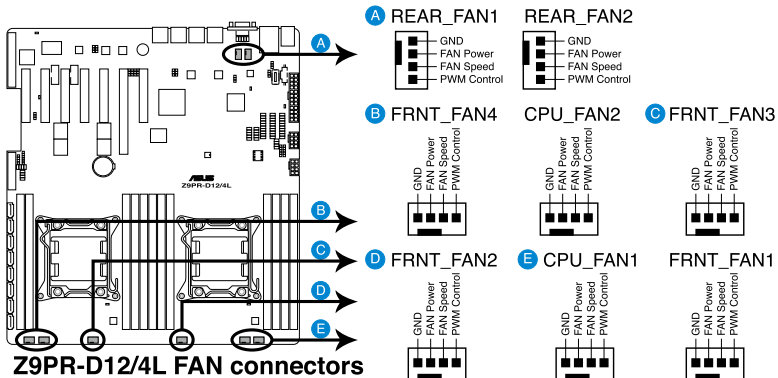 A REAR_FAN1 REAR_FAN2
GND
FAN Power
FAN Speed
PWM Control
GND
FAN Power
FAN Speed
PWM Control
A
B FRNT_FAN4 CPU_FAN2 C FRNT_FAN3
GND
FAN Power
FAN Speed
PWM Control
GND
FAN Power
FAN Speed
PWM Control
GND
FAN Power
FAN Speed
PWM Control
ASUS
Z9PR-D12/4L
B
C
D
E
D FRNT_FAN2 E CPU_FAN1 FRNT_FAN1
GND
FAN Power
FAN Speed
PWM Control
GND
FAN Power
FAN Speed
PWM Control
GND
FAN Power
FAN Speed
PWM Control
Z9PR-D12/4L FAN connectors